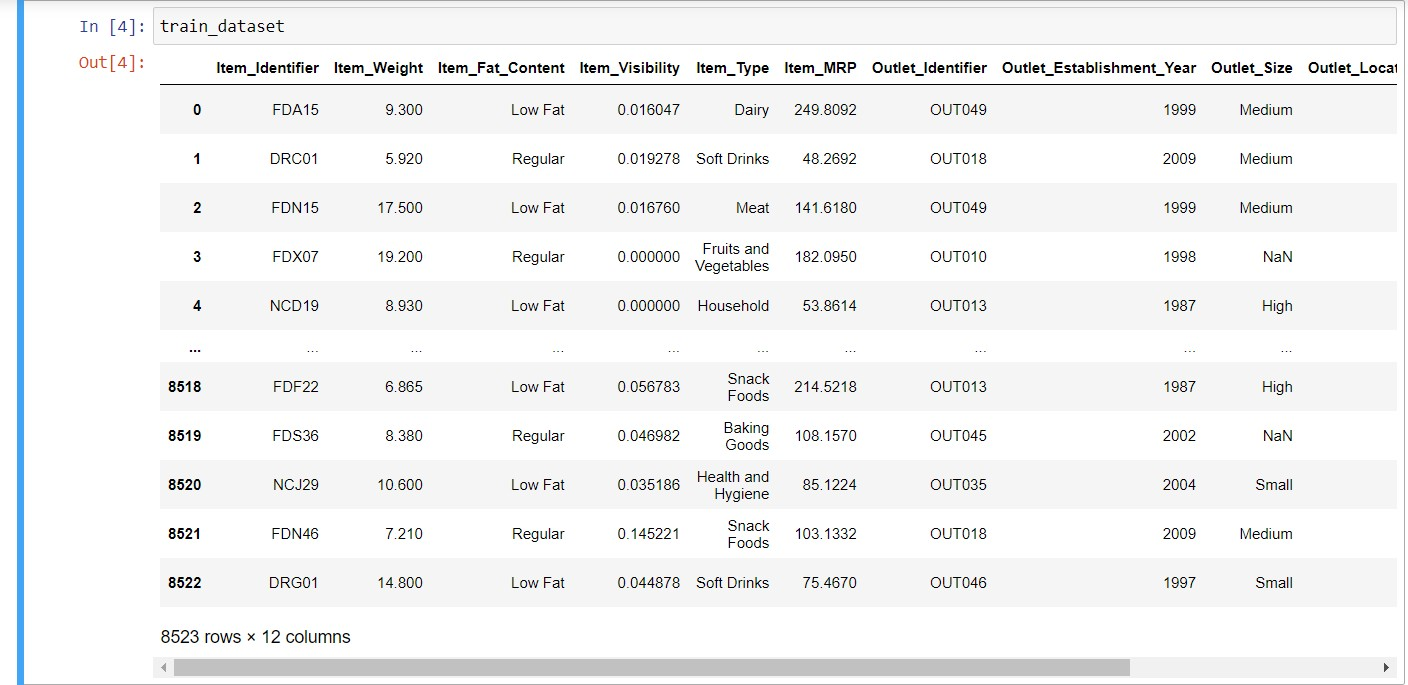 In [4]: train_dataset
Out[4]:
Item_Identifier Item_Weight Item_Fat_Content Item_Visibility Item_Type Item_MRP Outlet_Identifier Outlet_Establishment_Year Outlet_Size Outlet_Locat
0 FDA15 9.300 Low Fat 0.016047 Dairy 249.8092 OUT049 1999 Medium
1 DRC01 5.920 Regular 0.019278 Soft Drinks 48.2692 OUT018 2009 Medium
2 FDN15 17.500 Low Fat 0.016760 Meat 141.6180 OUT049 1999 Medium
3 FDX07 19.200 Regular 0.000000 Fruits and Vegetables 182.0950 OUT010 1998 NaN
4 NCD19 8.930 Low Fat 0.000000 Household 53.8614 OUT013 1987 High
... ... ... ... ... ... ... ... ... ...
8518 FDF22 6.865 Low Fat 0.056783 Snack Foods 214.5218 OUT013 1987 High
8519 FDS36 8.380 Regular 0.046982 Baking Goods 108.1570 OUT045 2002 NaN
8520 NCJ29 10.600 Low Fat 0.035186 Health and Hygiene 85.1224 OUT035 2004 Small
8521 FDN46 7.210 Regular 0.145221 Snack Foods 103.1332 OUT018 2009 Medium
8522 DRG01 14.800 Low Fat 0.044878 Soft Drinks 75.4670 OUT046 1997 Small
8523 rows × 12 columns